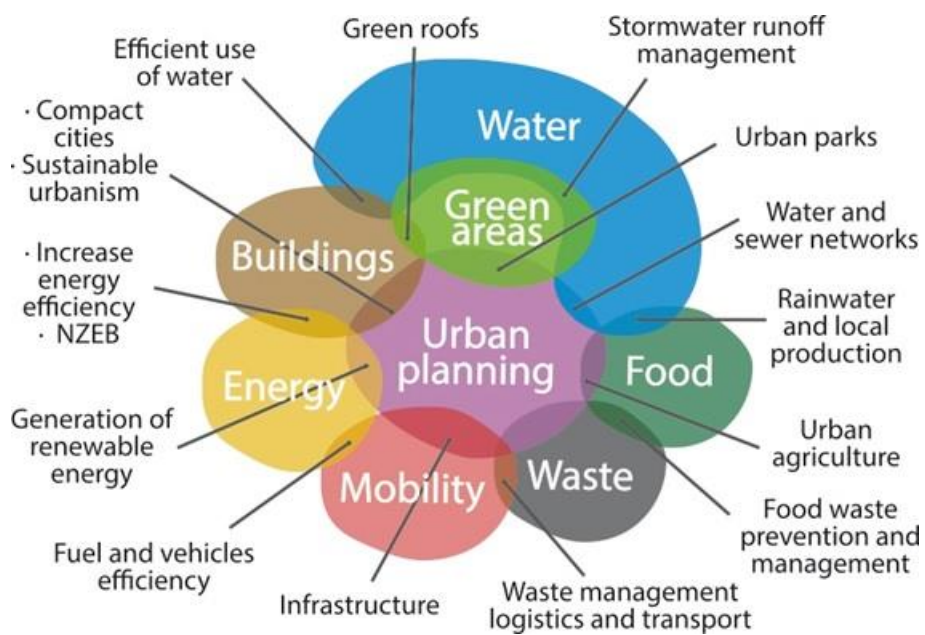 Green roofs
Stormwater runoff
management
Efficient use
of water
· Compact
cities
· Sustainable
urbanism
Water
Urban parks
Green
areas
Water and
sewer networks
Buildings
· Increase
energy
efficiency
· NZEB
Rainwater
and local
production
Urban
planning
Energy
Food
Generation of
renewable
energy
Urban
agriculture
Mobility
Waste
Food waste
prevention and
management
Fuel and vehicles
efficiency
Infrastructure
Waste management
logistics and transport